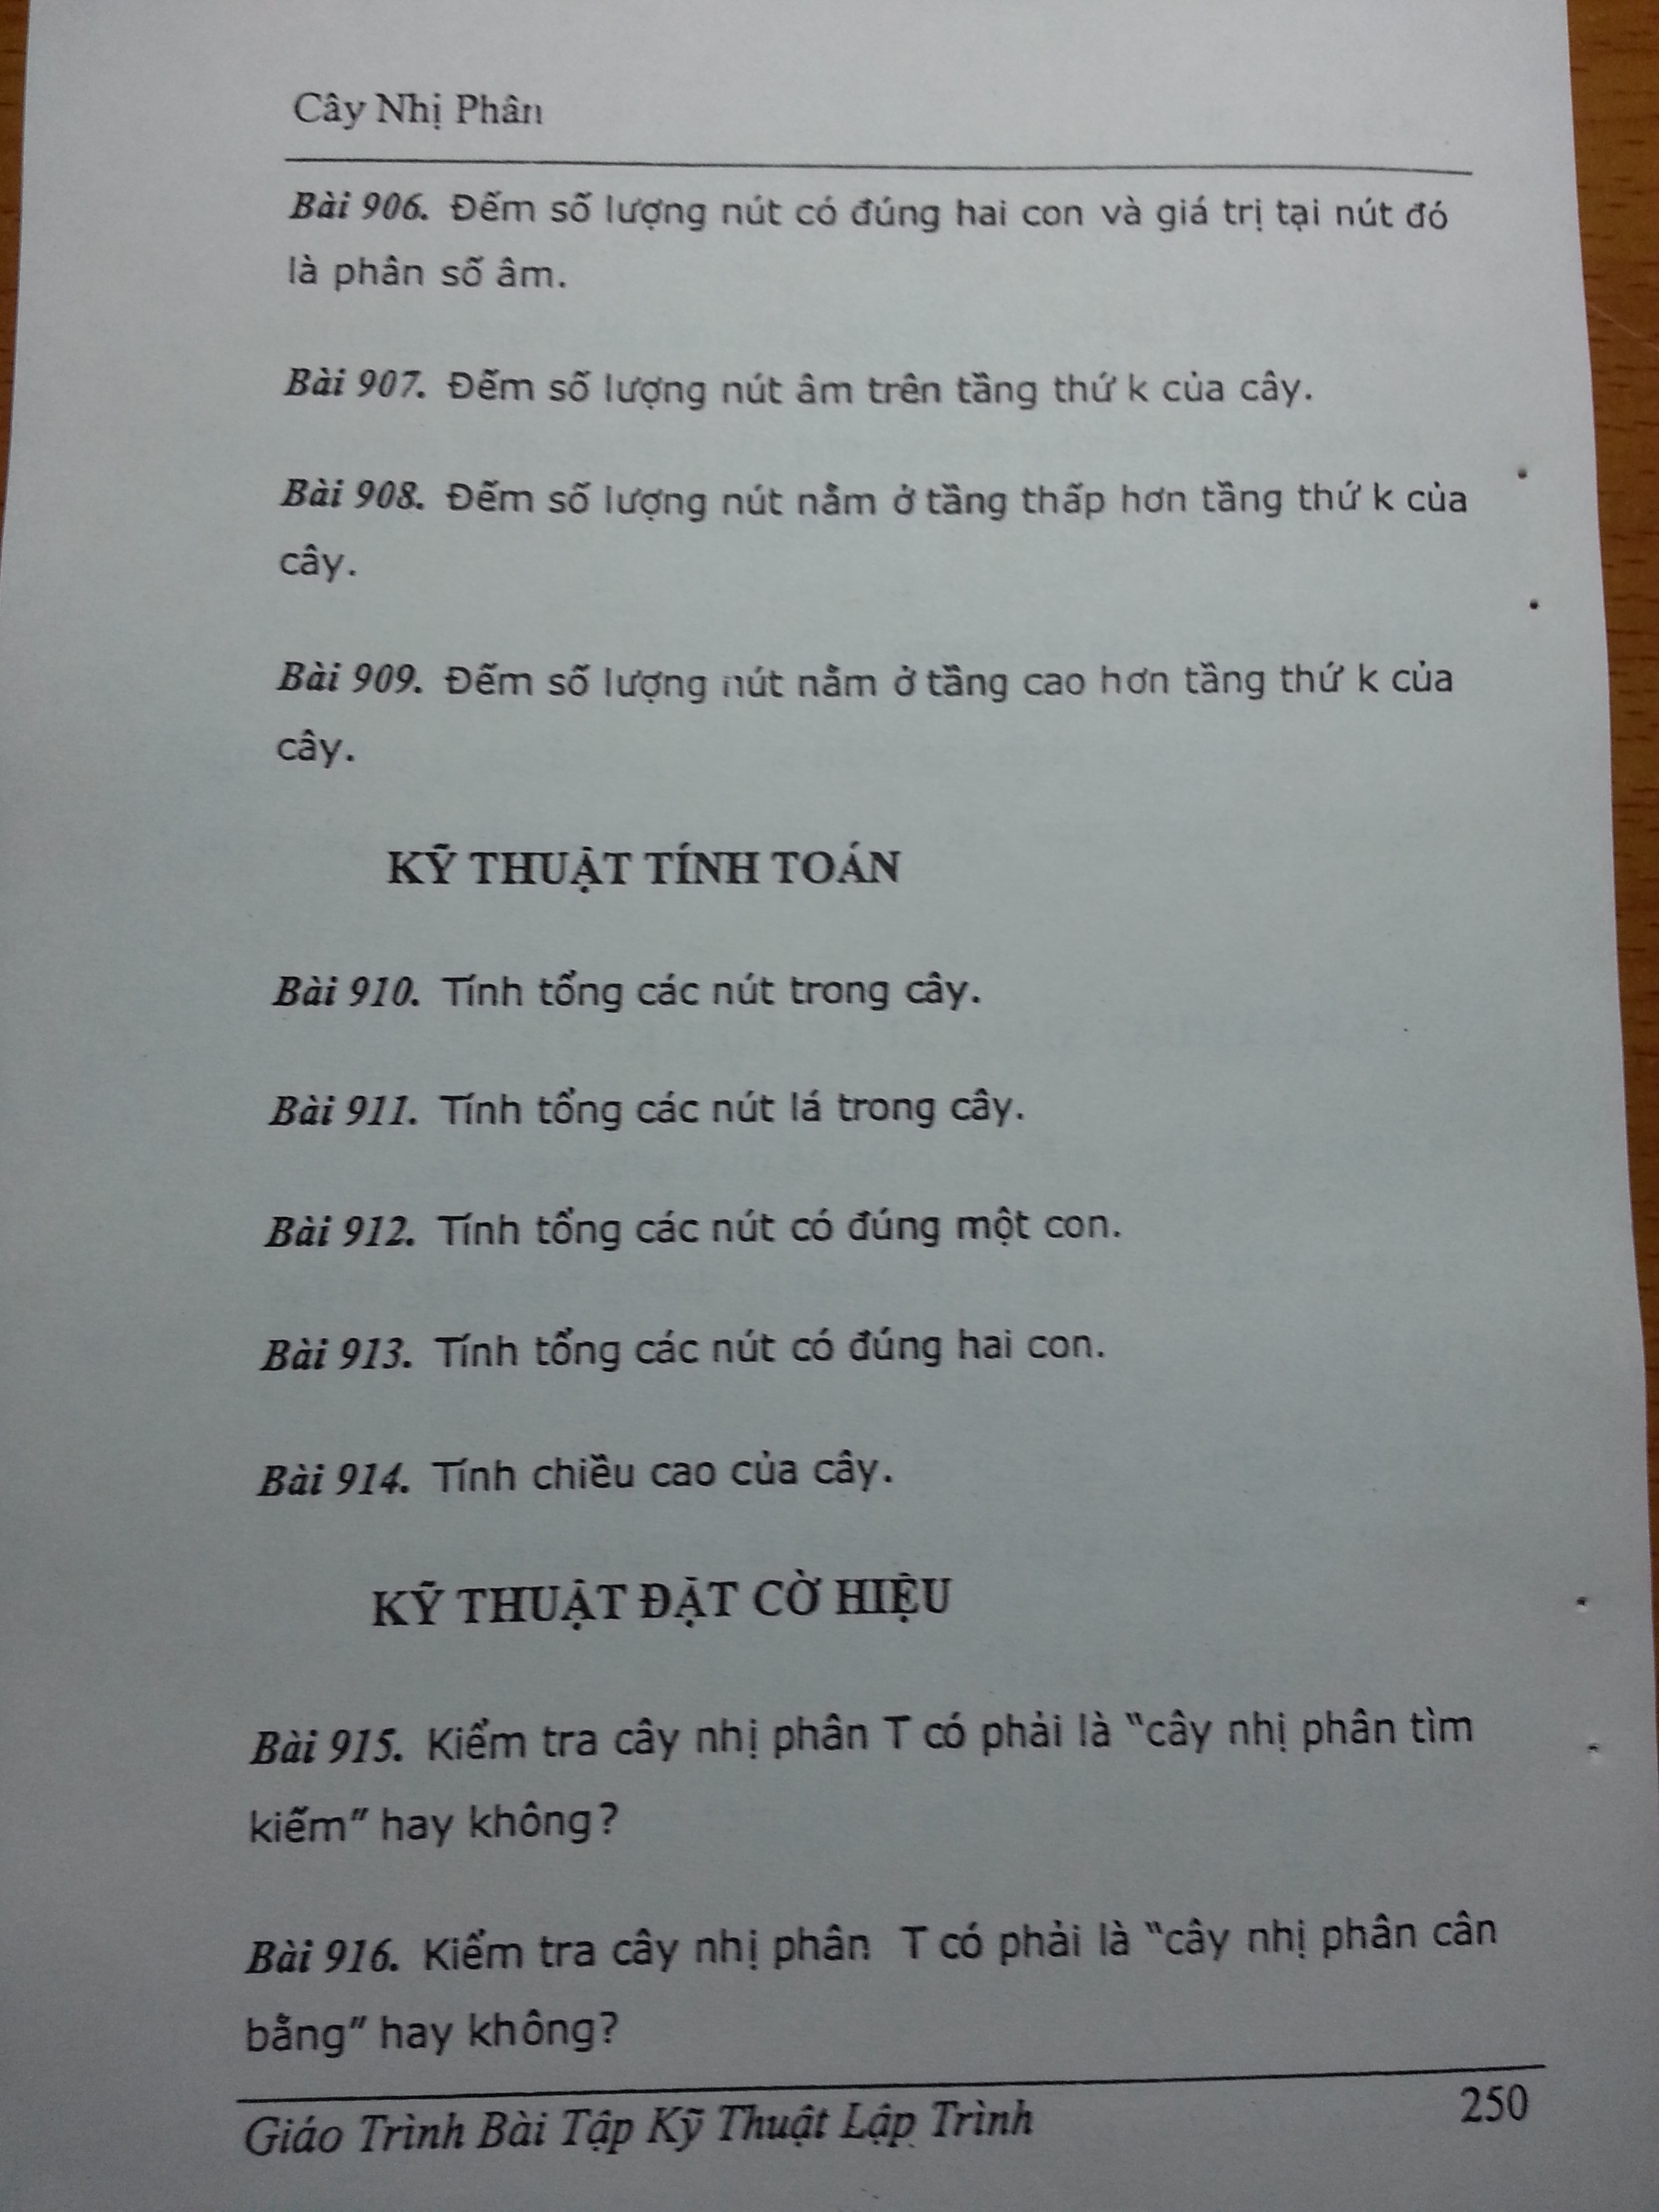 Cây Nhị Phân
Bài 906. Đếm số lượng nút có đúng hai con và giá trị tại nút đó
là phân số âm.
Bài 907. Đếm số lượng nút âm trên tầng thứ k của cây.
Bài 908. Đếm số lượng nút nằm ở tầng thấp hơn tầng thứ k của
cây.
Bài 909. Đếm số lượng nút nằm ở tầng cao hơn tầng thứ k của
cây.
KỸ THUẬT TÍNH TOÁN
Bài 910. Tính tổng các nút trong cây.
Bài 911. Tính tổng các nút lá trong cây.
Bài 912. Tính tổng các nút có đúng một con.
Bài 913. Tính tổng các nút có đúng hai con.
Bài 914. Tính chiều cao của cây.
KỸ THUẬT ĐẶT CỜ HIỆU
Bài 915. Kiểm tra cây nhị phân T có phải là “cây nhị phân tìm
kiếm” hay không?
Bài 916. Kiểm tra cây nhị phân T có phải là “cây nhị phân cân
bằng” hay không?
Giáo Trình Bài Tập Kỹ Thuật Lập Trình 250